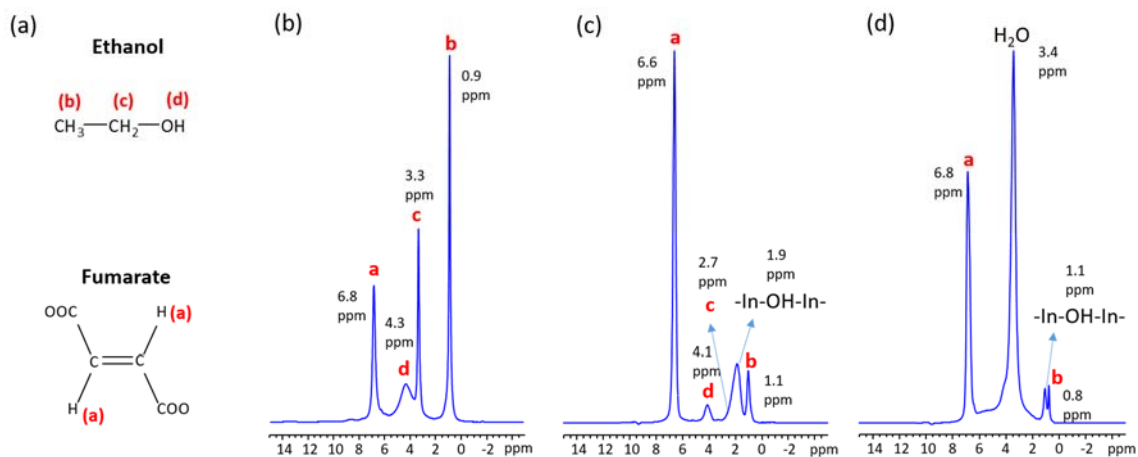 (a)
Ethanol
(b) (c) (d)
CH₃—CH₂—OH
Fumarate
OOC H (a)
C C
H COO
(a)
(b)
b
0.9
ppm
3.3
ppm
c
a
6.8
ppm
4.3
ppm
d
14 12 10 8 6 4 2 0 -2 ppm
(c)
a
6.6
ppm
2.7
ppm
c
1.9
ppm
-In-OH-In-
4.1
ppm
d
b
1.1
ppm
14 12 10 8 6 4 2 0 -2 ppm
(d)
H₂O
3.4
ppm
a
6.8
ppm
1.1
ppm
-In-OH-In-
b
0.8
ppm
14 12 10 8 6 4 2 0 -2 ppm